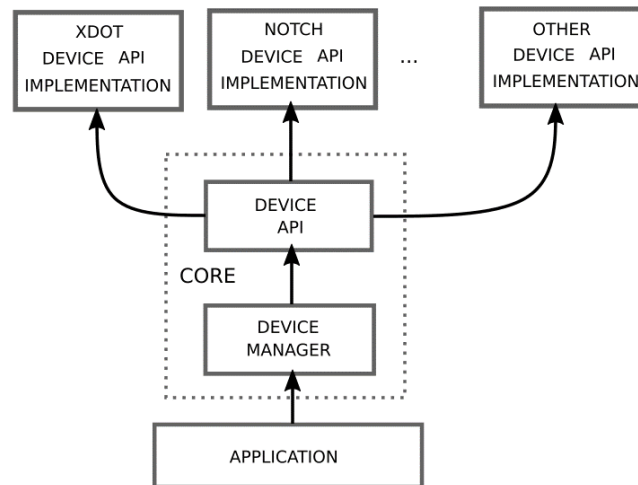 XDOT
DEVICE API
IMPLEMENTATION
NOTCH
DEVICE API
IMPLEMENTATION
...
OTHER
DEVICE API
IMPLEMENTATION
DEVICE
API
CORE
DEVICE
MANAGER
APPLICATION